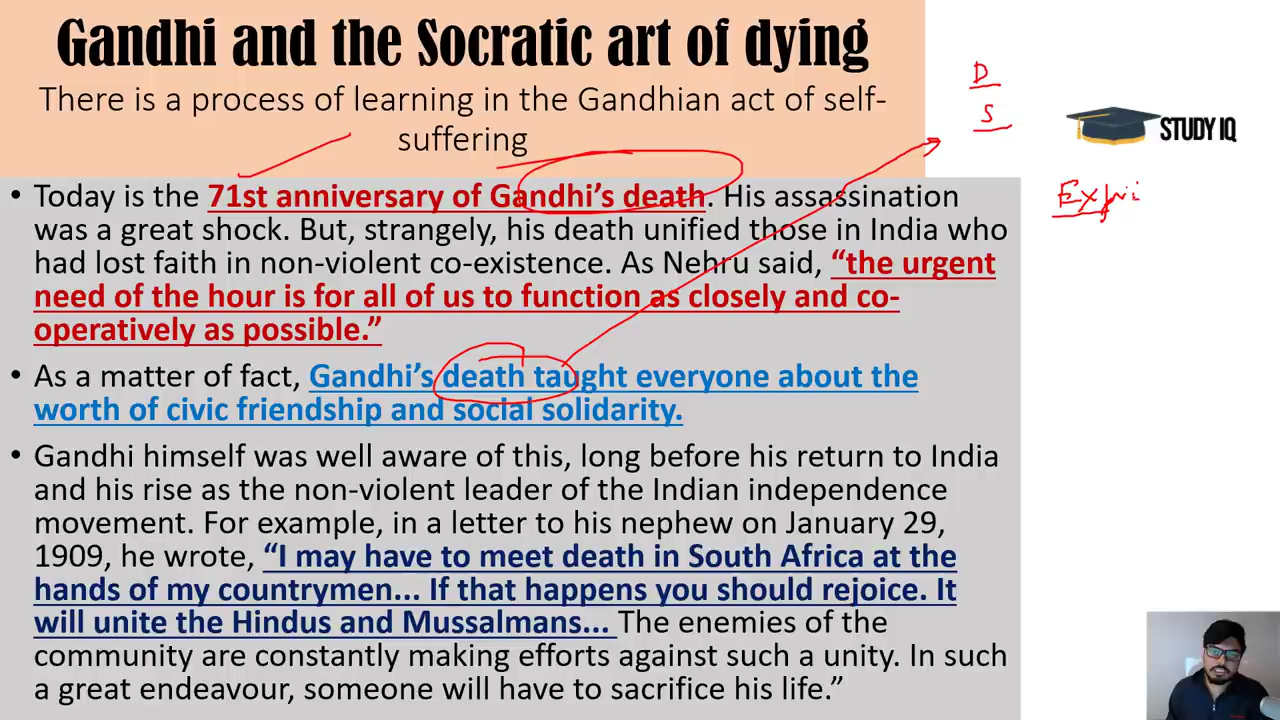 Gandhi and the Socratic art of dying
There is a process of learning in the Gandhian act of self-
suffering
D
S
STUDY IQ
• Today is the 71st anniversary of Gandhi's death. His assassination
was a great shock. But, strangely, his death unified those in India who
had lost faith in non-violent co-existence. As Nehru said, “the urgent
need of the hour is for all of us to function as closely and co-
operatively as possible.”
• As a matter of fact, Gandhi's death taught everyone about the
worth of civic friendship and social solidarity.
• Gandhi himself was well aware of this, long before his return to India
and his rise as the non-violent leader of the Indian independence
movement. For example, in a letter to his nephew on January 29,
1909, he wrote, “I may have to meet death in South Africa at the
hands of my countrymen... If that happens you should rejoice. It
will unite the Hindus and Mussalmans... The enemies of the
community are constantly making efforts against such a unity. In such
a great endeavour, someone will have to sacrifice his life.”